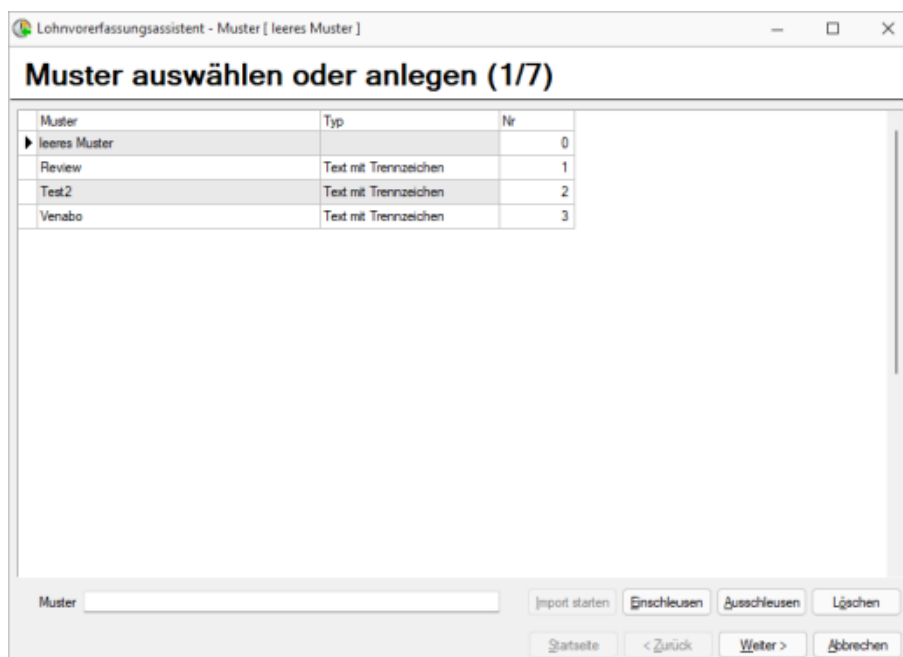 Lohnvorerfassungsassistent - Muster [ leeres Muster ]
Muster auswählen oder anlegen (1/7)
Muster Typ Nr
leeres Muster 0
Review Text mit Trennzeichen 1
Test2 Text mit Trennzeichen 2
Venabo Text mit Trennzeichen 3
Muster Import starten Einschleusen Ausschleusen Löschen
Startseite < Zurück Weiter > Abbrechen